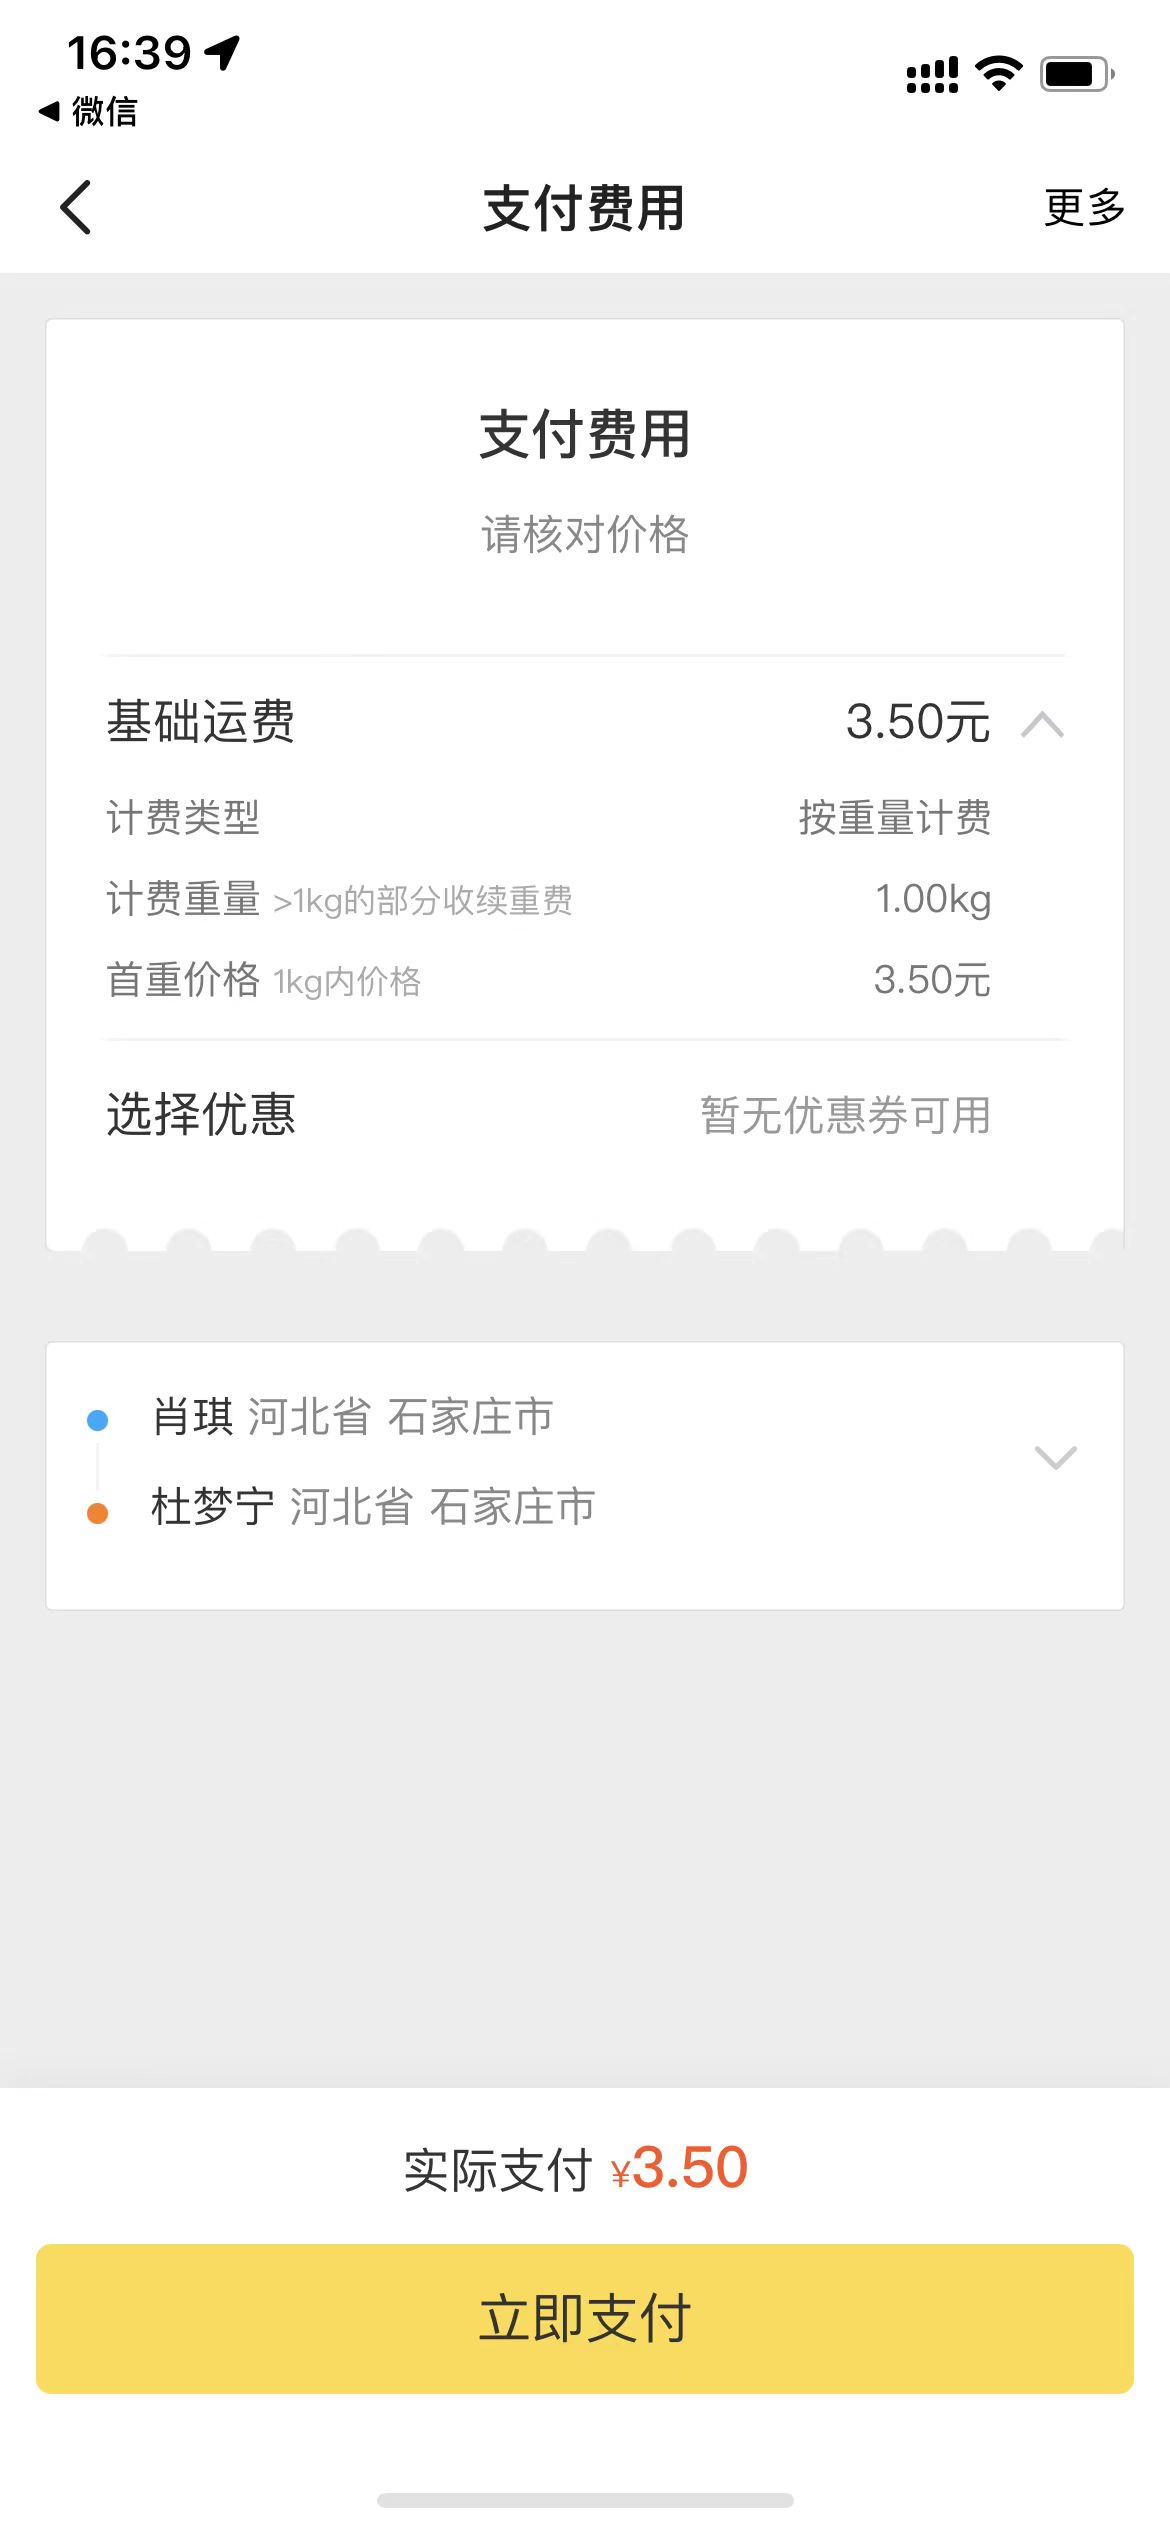 16:39
微信
支付费用 更多
支付费用
请核对价格
基础运费 3.50元
计费类型 按重量计费
计费重量 >1kg的部分收续重费 1.00kg
首重价格 1kg内价格 3.50元
选择优惠 暂无优惠券可用
肖琪 河北省 石家庄市
杜梦宁 河北省 石家庄市
实际支付 ¥3.50
立即支付